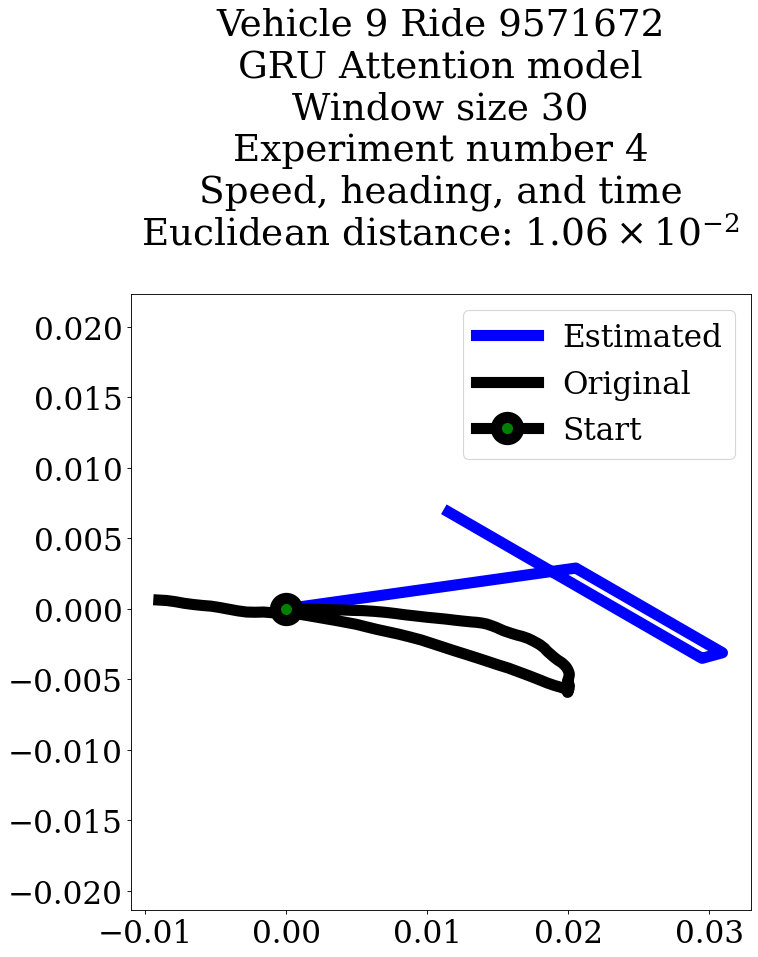 Vehicle 9 Ride 9571672
GRU Attention model
Window size 30
Experiment number 4
Speed, heading, and time
Euclidean distance: 1.06 × 10⁻²
Estimated
Original
Start
0.020
0.015
0.010
0.005
0.000
−0.005
−0.010
−0.015
−0.020
−0.01 0.00 0.01 0.02 0.03